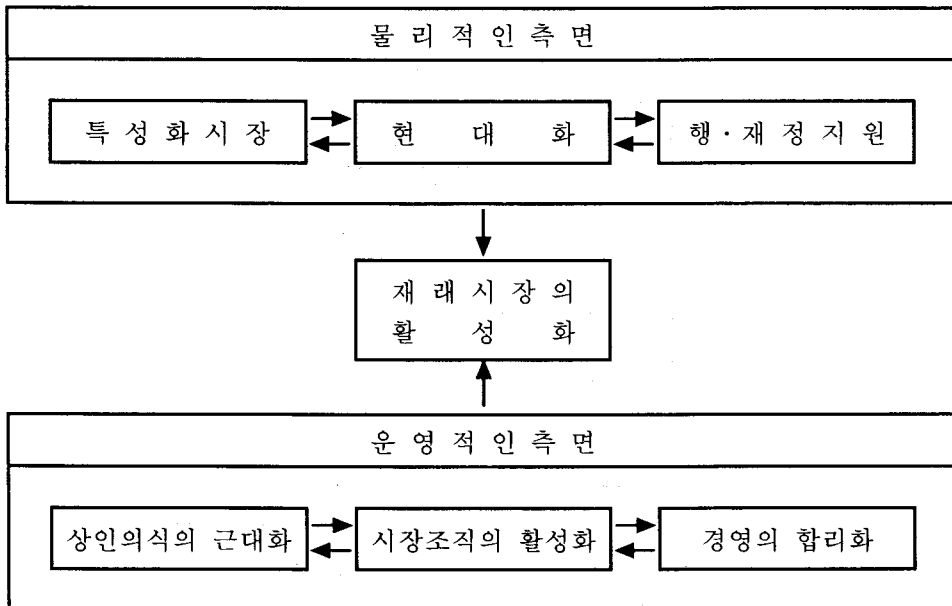 물리적인측면
특성화시장
현대화
행·재정지원
재래시장의
활성화
운영적인측면
상인의식의 근대화
시장조직의 활성화
경영의 합리화